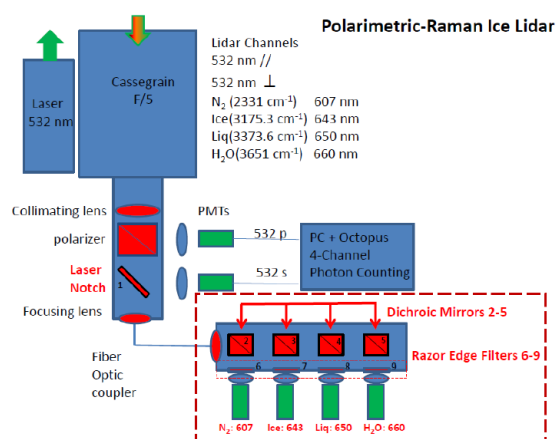 Polarimetric-Raman Ice Lidar
Lidar Channels
532 nm //
532 nm ⊥
N₂ (2331 cm⁻¹) 607 nm
Ice(3175.3 cm⁻¹) 643 nm
Liq(3373.6 cm⁻¹) 650 nm
H₂O(3651 cm⁻¹) 660 nm
Cassegrain
F/5
Laser
532 nm
Collimating lens
PMTs
polarizer
532 p
PC + Octopus
4-Channel
Photon Counting
Laser
Notch
1
532 s
Focusing lens
Dichroic Mirrors 2-5
2 3 4 5
Razor Edge Filters 6-9
Fiber
Optic
coupler
6 7 8 9
N₂: 607 Ice: 643 Liq: 650 H₂O: 660